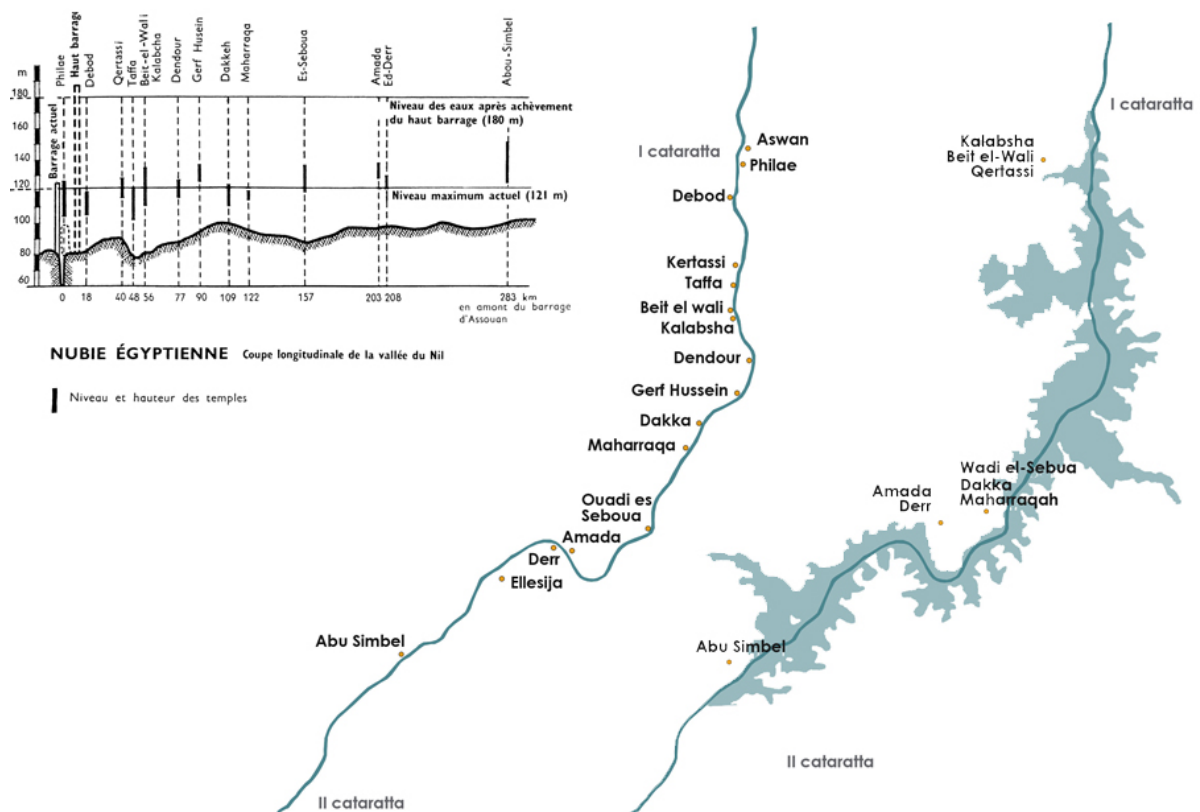 m
180
160
140
120
100
80
60
Barrage actuel
Philae
Haut barrage
Debod
Qertassi
Taffa
Beit-el-Wali
Kalabcha
Dendour
Gerf Husein
Dakkeh
Maharraqa
Es-Seboua
Amada
Ed-Derr
Abou-Simbel
Niveau des eaux après achèvement
du haut barrage (180 m)
Niveau maximum actuel (121 m)
0 18 40 48 56 77 90 109 122 157 203 208 283 km
en amont du barrage
d'Assouan
NUBIE ÉGYPTIENNE Coupe longitudinale de la vallée du Nil
Niveau et hauteur des temples
I cataratta
Aswan
Philae
Debod
Kertassi
Taffa
Beit el wali
Kalabsha
Dendour
Gerf Hussein
Dakka
Maharraqa
Ouadi es
Seboua
Amada
Derr
Ellesija
Abu Simbel
II cataratta
I cataratta
Kalabsha
Beit el-Wali
Qertassi
Wadi el-Sebua
Dakka
Maharraqah
Amada
Derr
Abu Simbel
II cataratta